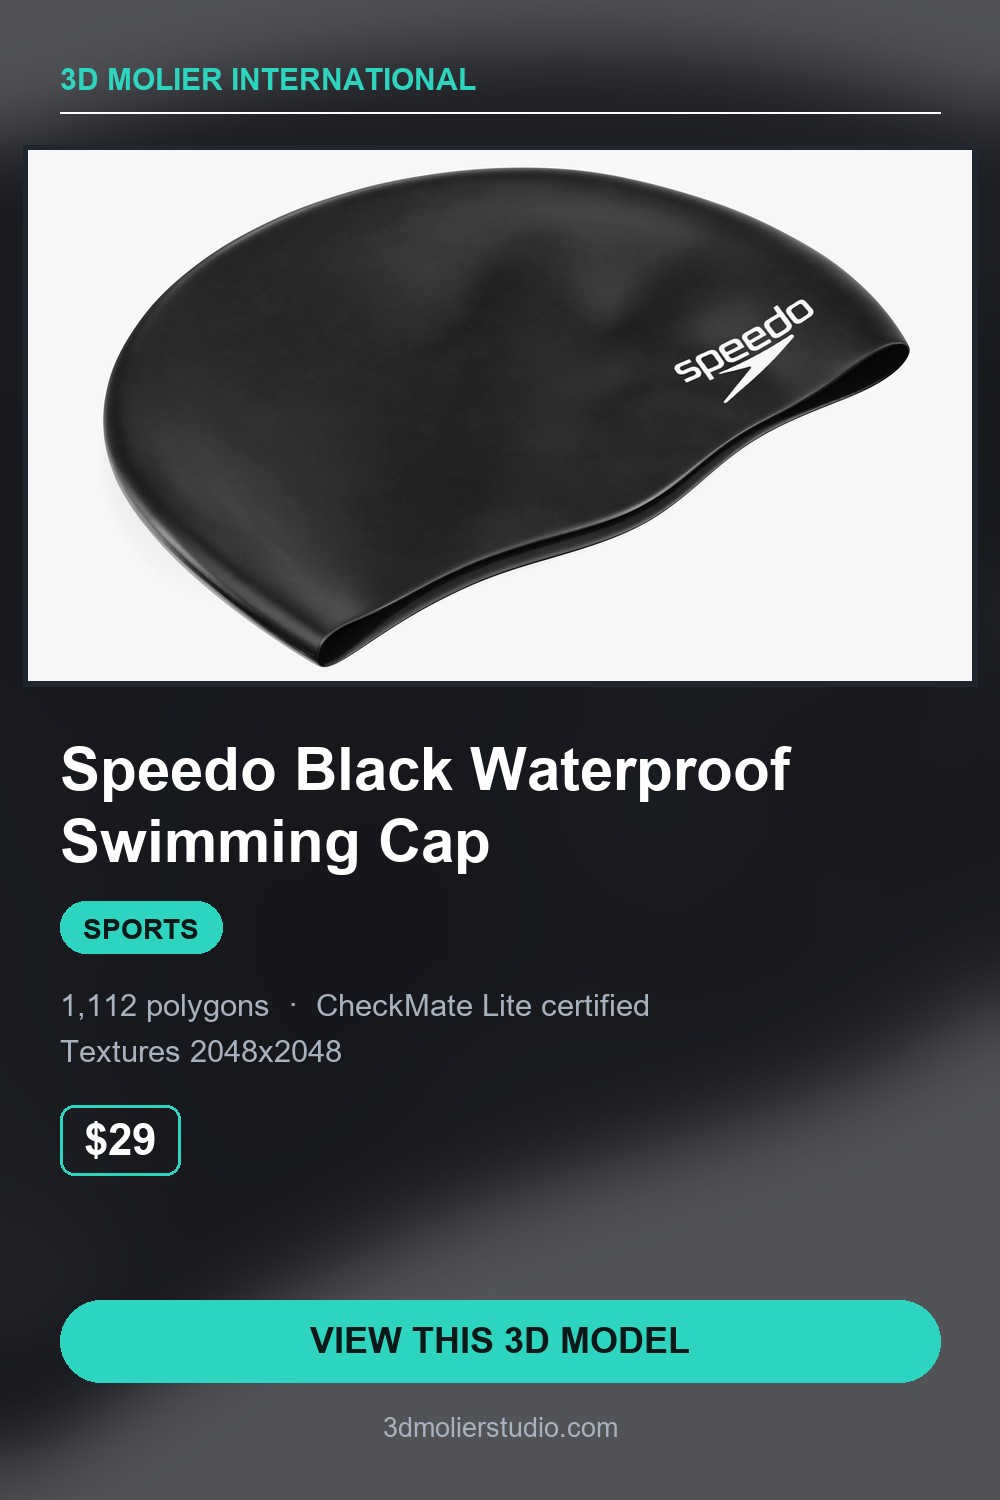 3D MOLIER INTERNATIONAL
speedo
Speedo Black Waterproof
Swimming Cap
SPORTS
1,112 polygons · CheckMate Lite certified
Textures 2048x2048
$29
VIEW THIS 3D MODEL
3dmolierstudio.com